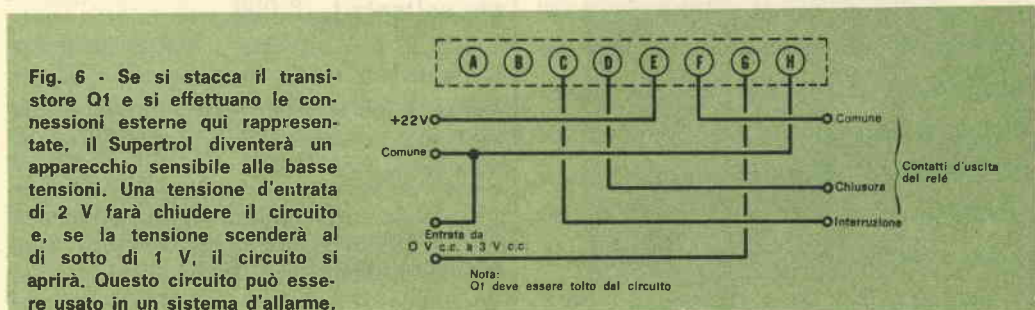 Fig. 6 - Se si stacca il transi-
store Q1 e si effettuano le con-
nessioni esterne qui rappresen-
tate, il Supertrol diventerà un
apparecchio sensibile alle basse
tensioni. Una tensione d'entrata
di 2 V farà chiudere il circuito
e, se la tensione scenderà al
di sotto di 1 V, il circuito si
aprirà. Questo circuito può esse-
re usato in un sistema d'allarme.
A B C D E F G H
+22V
Comune
Entrata da
0 V c.c. a 3 V c.c.
Nota:
Q1 deve essere tolto dal circuito
Comune
Chiusura
Interruzione
Contatti d'uscita
del relé